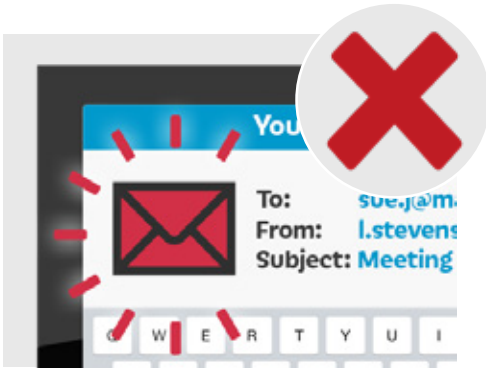 You
To: sue.j@m
From: l.stevens
Subject: Meeting
Q W E R T Y U I